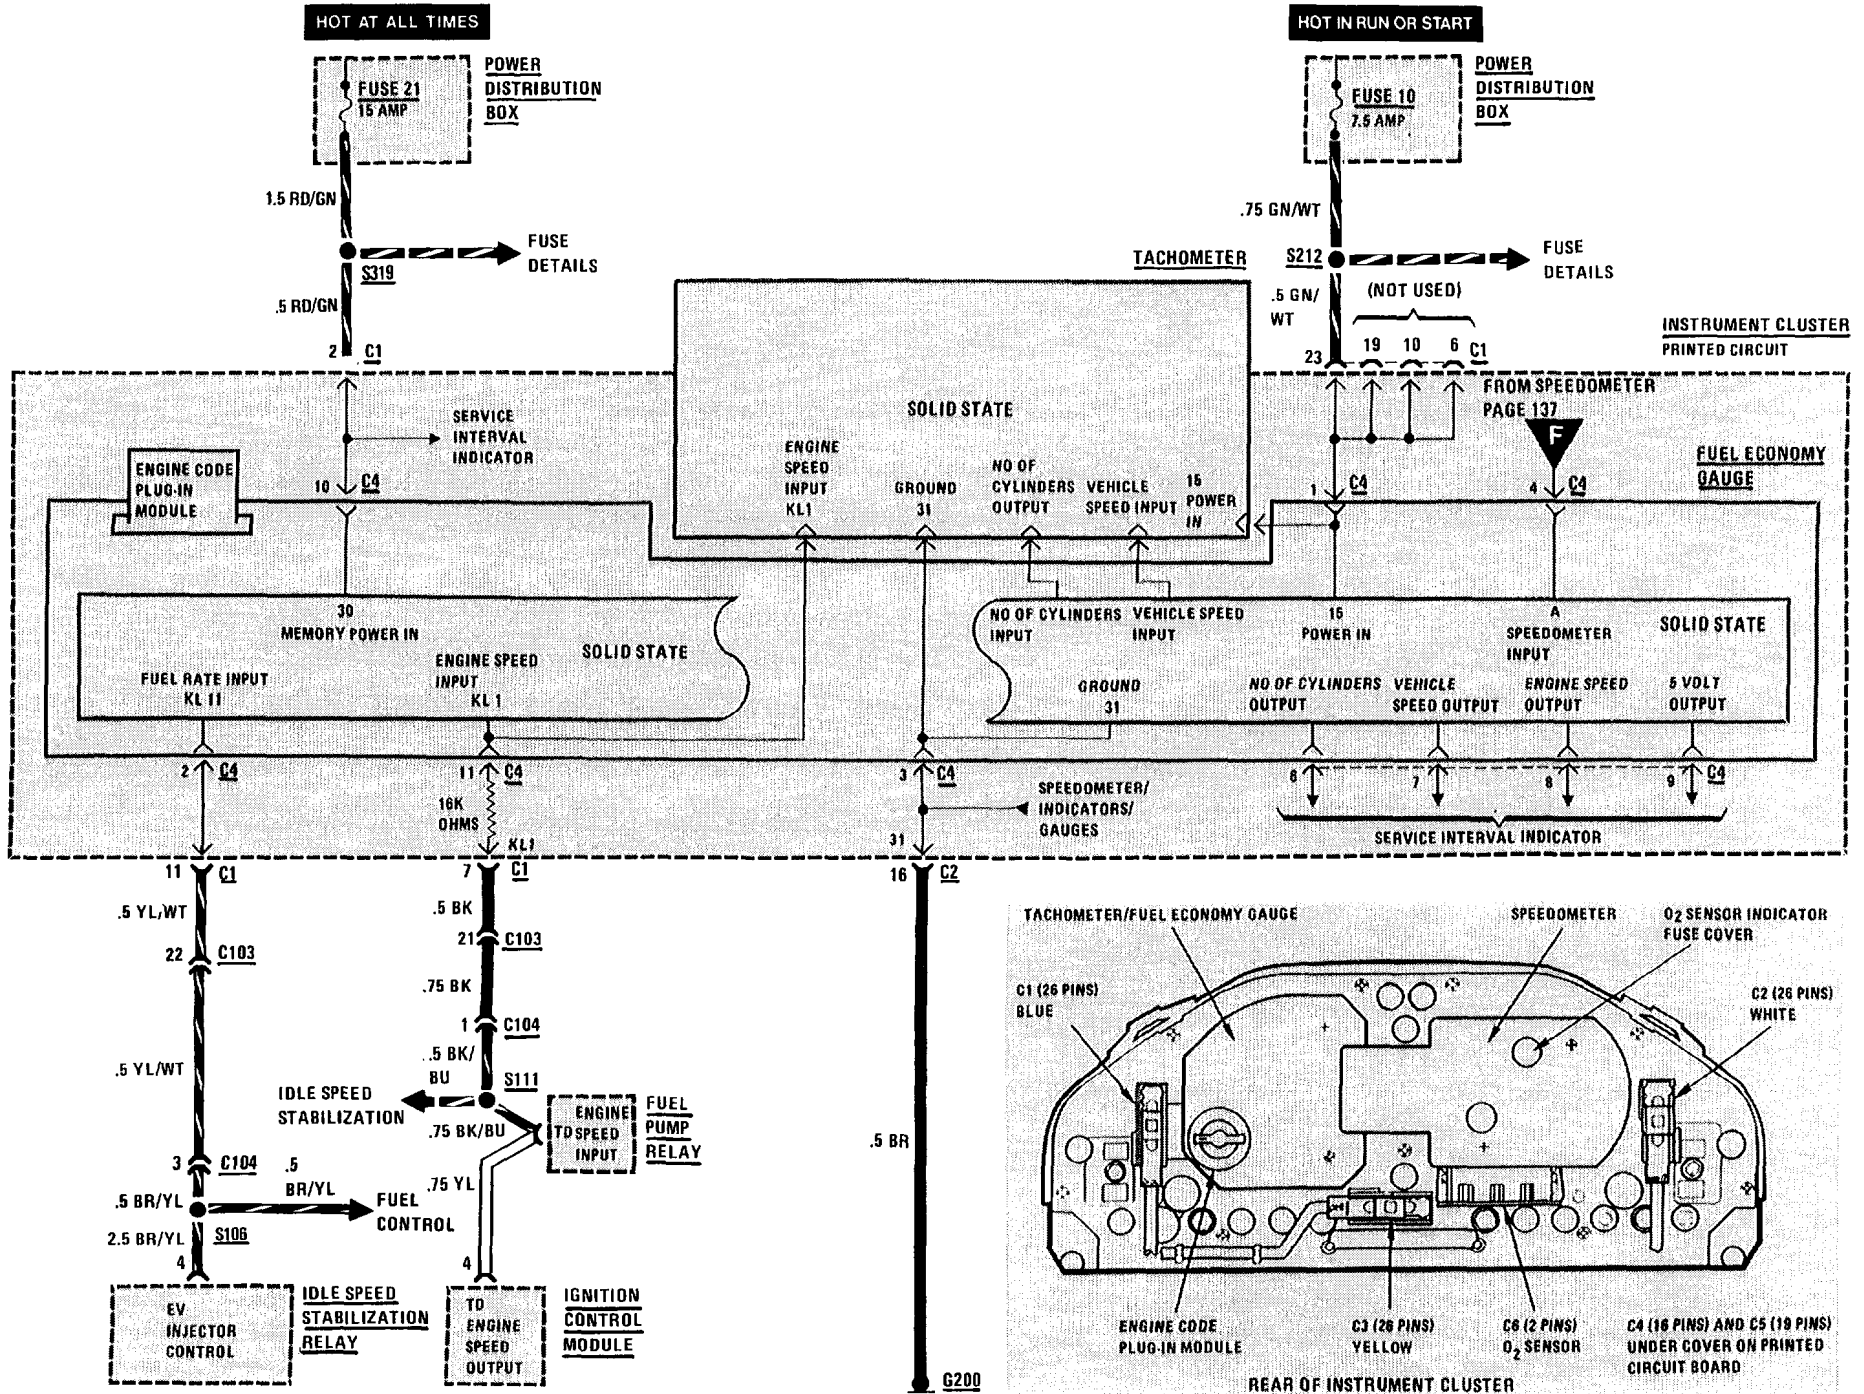 HOT AT ALL TIMES
HOT IN RUN OR START
FUSE 21
15 AMP
POWER
DISTRIBUTION
BOX
FUSE 10
7.5 AMP
POWER
DISTRIBUTION
BOX
1.5 RD/GN
S319
FUSE
DETAILS
.5 RD/GN
2 C1
.75 GN/WT
S212
FUSE
DETAILS
.5 GN/
WT
(NOT USED)
23 19 10 6 C1
TACHOMETER
INSTRUMENT CLUSTER
PRINTED CIRCUIT
SERVICE
INTERVAL
INDICATOR
ENGINE CODE
PLUG-IN
MODULE
10 C4
SOLID STATE
ENGINE
SPEED
INPUT
KL1
GROUND
31
NO OF
CYLINDERS
OUTPUT
VEHICLE
SPEED INPUT
15
POWER
IN
FROM SPEEDOMETER
PAGE 137
F
FUEL ECONOMY
GAUGE
1 C4
4 C4
30
MEMORY POWER IN
SOLID STATE
FUEL RATE INPUT
KL 11
ENGINE SPEED
INPUT
KL 1
NO OF CYLINDERS
INPUT
VEHICLE SPEED
INPUT
15
POWER IN
A
SPEEDOMETER
INPUT
SOLID STATE
GROUND
31
NO OF CYLINDERS
OUTPUT
VEHICLE
SPEED OUTPUT
ENGINE SPEED
OUTPUT
5 VOLT
OUTPUT
2 C4
11 C4
3 C4
6 7 8 9 C4
16K
OHMS
KL1
SPEEDOMETER/
INDICATORS/
GAUGES
31
SERVICE INTERVAL INDICATOR
11 C1
7 C1
16 C2
.5 YL/WT
22 C103
.5 YL/WT
3 C104
.5 BR/YL
.5
BR/YL
FUEL
CONTROL
S106
2.5 BR/YL
4
EV
INJECTOR
CONTROL
IDLE SPEED
STABILIZATION
RELAY
.5 BK
21 C103
.75 BK
1 C104
.5 BK/
BU
S111
IDLE SPEED
STABILIZATION
.75 BK/BU
TD
ENGINE
SPEED
INPUT
FUEL
PUMP
RELAY
.75 YL
4
TD
ENGINE
SPEED
OUTPUT
IGNITION
CONTROL
MODULE
.5 BR
G200
TACHOMETER/FUEL ECONOMY GAUGE
SPEEDOMETER
O2 SENSOR INDICATOR
FUSE COVER
C1 (26 PINS)
BLUE
C2 (26 PINS)
WHITE
ENGINE CODE
PLUG-IN MODULE
C3 (26 PINS)
YELLOW
C6 (2 PINS)
O2 SENSOR
C4 (16 PINS) AND C5 (19 PINS)
UNDER COVER ON PRINTED
CIRCUIT BOARD
REAR OF INSTRUMENT CLUSTER